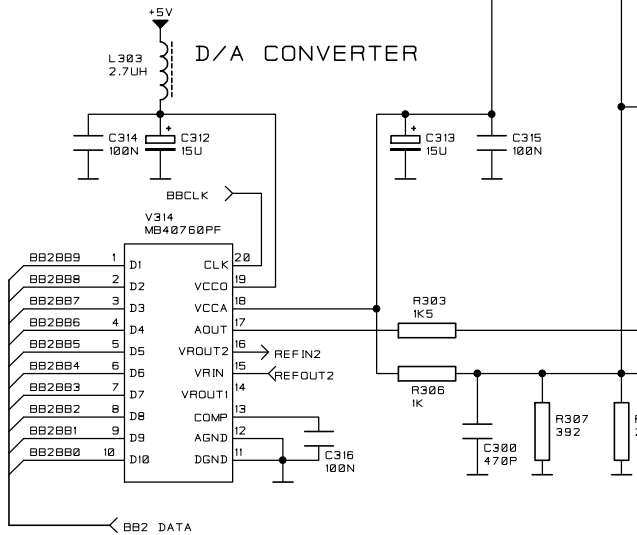 +5V
D/A CONVERTER
L303
2.7UH
C314
100N
+
C312
15U
+
C313
15U
C315
100N
BBCLK
V314
MB40760PF
BB2BB9 1 D1 CLK 20
BB2BB8 2 D2 VCCO 19
BB2BB7 3 D3 VCCA 18
BB2BB6 4 D4 AOUT 17
BB2BB5 5 D5 VROUT2 16 REFIN2
BB2BB4 6 D6 VRIN 15 REFOUT2
BB2BB3 7 D7 VROUT1 14
BB2BB2 8 D8 COMP 13
BB2BB1 9 D9 AGND 12
BB2BB0 10 D10 DGND 11
R303
1K5
R306
1K
C316
100N
C300
470P
R307
392
BB2 DATA